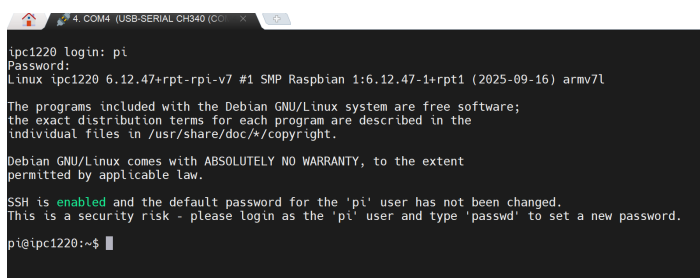 4. COM4 (USB-SERIAL CH340 (CO
ipc1220 login: pi
Password:
Linux ipc1220 6.12.47+rpt-rpi-v7 #1 SMP Raspbian 1:6.12.47-1+rpt1 (2025-09-16) armv7l
The programs included with the Debian GNU/Linux system are free software;
the exact distribution terms for each program are described in the
individual files in /usr/share/doc/*/copyright.
Debian GNU/Linux comes with ABSOLUTELY NO WARRANTY, to the extent
permitted by applicable law.
SSH is enabled and the default password for the 'pi' user has not been changed.
This is a security risk - please login as the 'pi' user and type 'passwd' to set a new password.
pi@ipc1220:~$